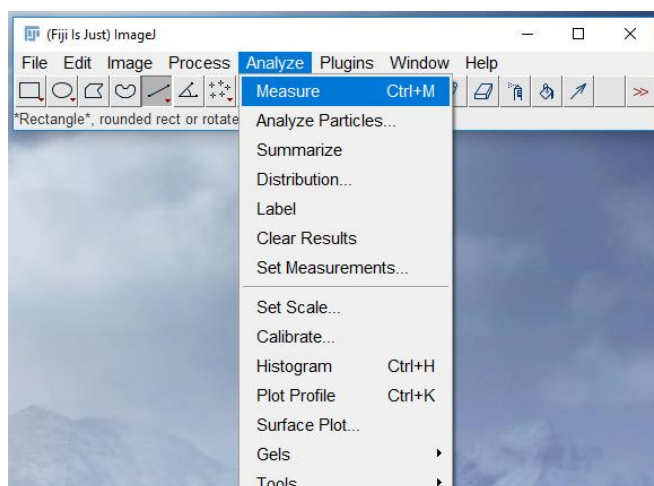 (Fiji Is Just) ImageJ
File Edit Image Process Analyze Plugins Window Help
*Rectangle*, rounded rect or rotate
Measure Ctrl+M
Analyze Particles...
Summarize
Distribution...
Label
Clear Results
Set Measurements...
Set Scale...
Calibrate...
Histogram Ctrl+H
Plot Profile Ctrl+K
Surface Plot...
Gels
Tools